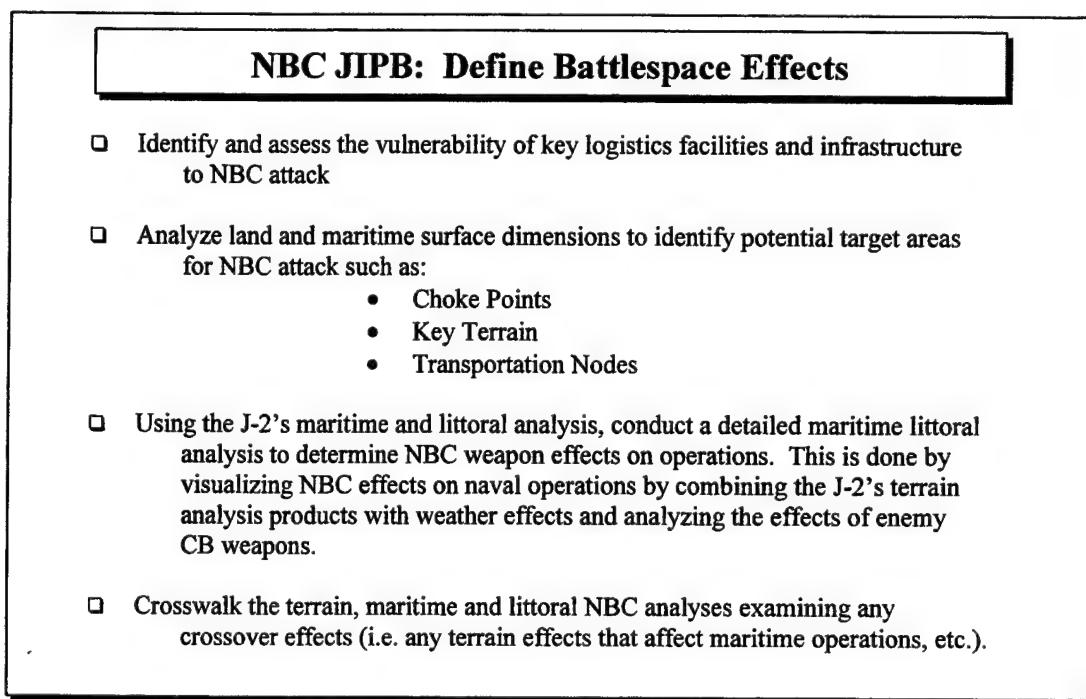 NBC JIPB: Define Battlespace Effects
❑ Identify and assess the vulnerability of key logistics facilities and infrastructure
to NBC attack
❑ Analyze land and maritime surface dimensions to identify potential target areas
for NBC attack such as:
• Choke Points
• Key Terrain
• Transportation Nodes
❑ Using the J-2's maritime and littoral analysis, conduct a detailed maritime littoral
analysis to determine NBC weapon effects on operations. This is done by
visualizing NBC effects on naval operations by combining the J-2's terrain
analysis products with weather effects and analyzing the effects of enemy
CB weapons.
❑ Crosswalk the terrain, maritime and littoral NBC analyses examining any
crossover effects (i.e. any terrain effects that affect maritime operations, etc.).